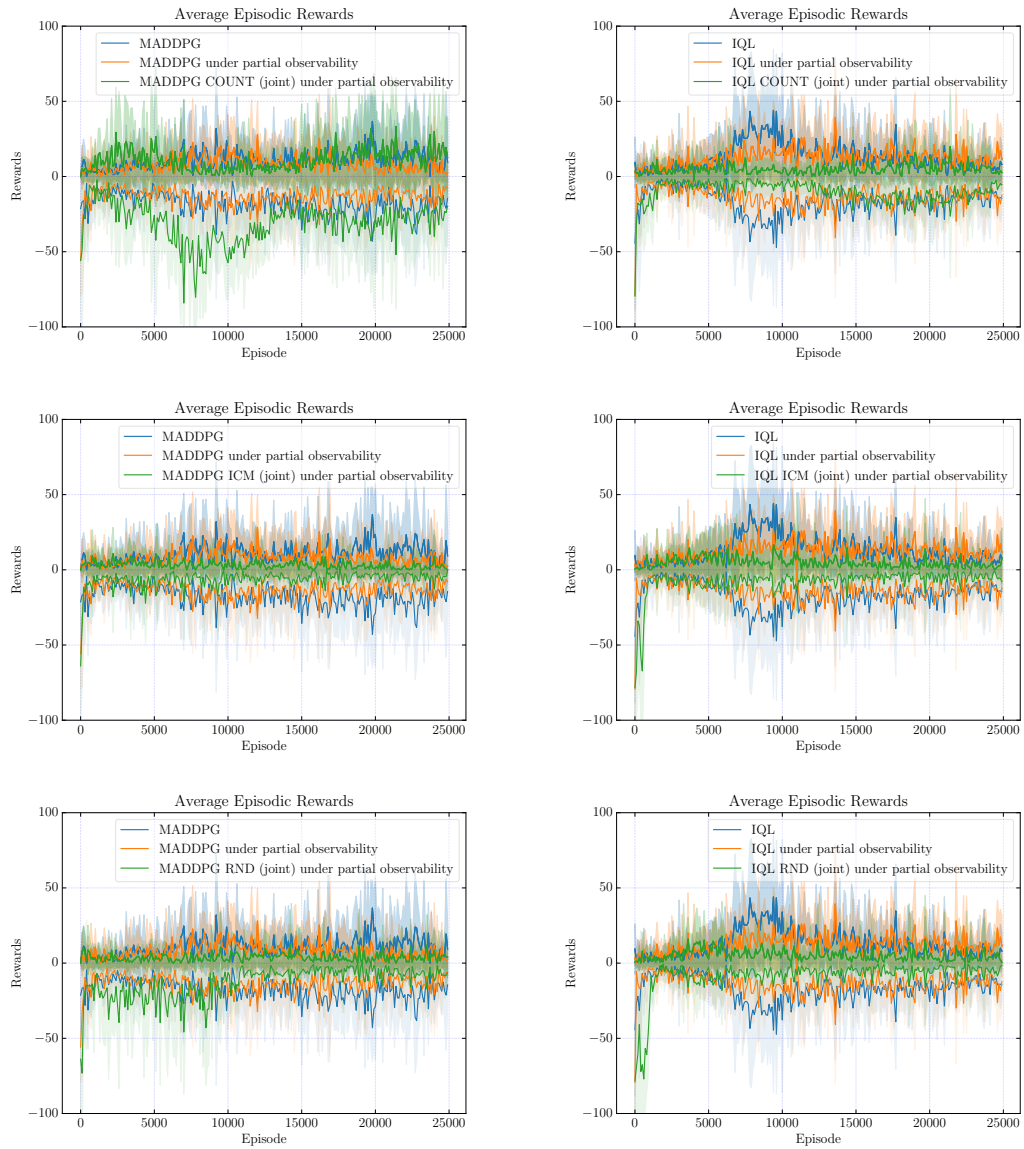 Average Episodic Rewards
MADDPG
MADDPG under partial observability
MADDPG COUNT (joint) under partial observability
100
50
0
−50
−100
Rewards
0 5000 10000 15000 20000 25000
Episode
Average Episodic Rewards
IQL
IQL under partial observability
IQL COUNT (joint) under partial observability
100
50
0
−50
−100
Rewards
0 5000 10000 15000 20000 25000
Episode
Average Episodic Rewards
MADDPG
MADDPG under partial observability
MADDPG ICM (joint) under partial observability
100
50
0
−50
−100
Rewards
0 5000 10000 15000 20000 25000
Episode
Average Episodic Rewards
IQL
IQL under partial observability
IQL ICM (joint) under partial observability
100
50
0
−50
−100
Rewards
0 5000 10000 15000 20000 25000
Episode
Average Episodic Rewards
MADDPG
MADDPG under partial observability
MADDPG RND (joint) under partial observability
100
50
0
−50
−100
Rewards
0 5000 10000 15000 20000 25000
Episode
Average Episodic Rewards
IQL
IQL under partial observability
IQL RND (joint) under partial observability
100
50
0
−50
−100
Rewards
0 5000 10000 15000 20000 25000
Episode